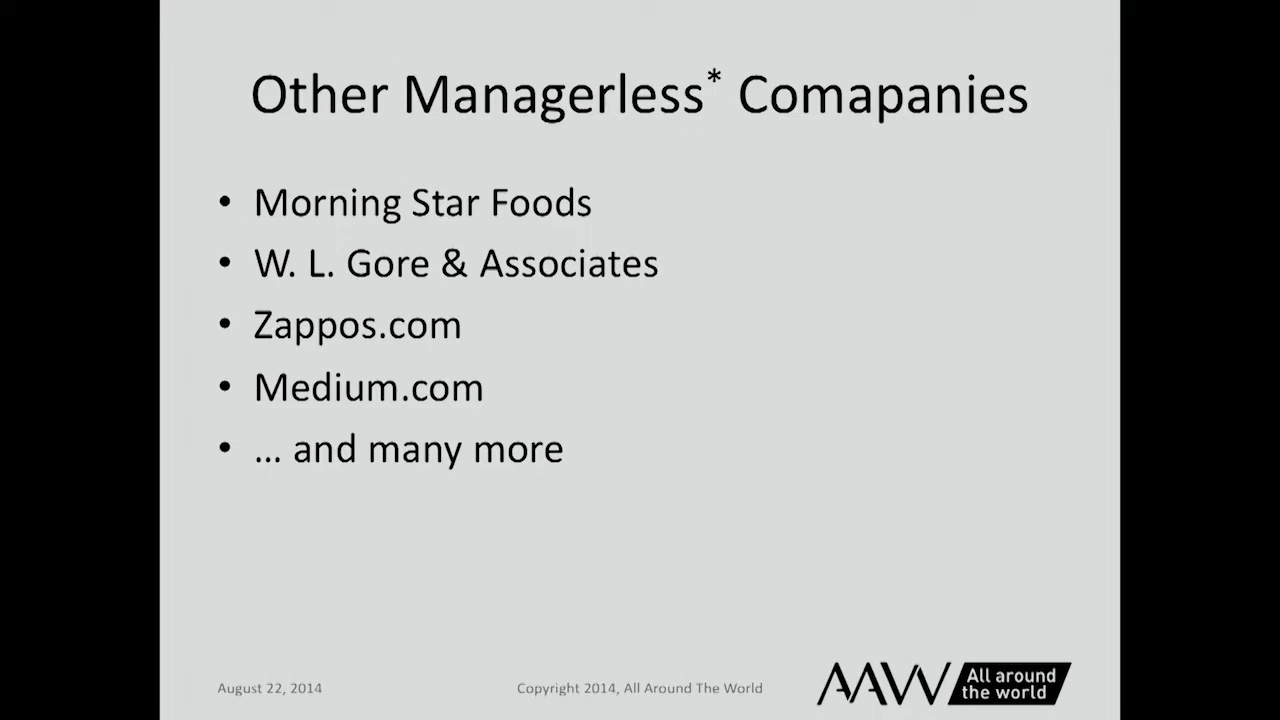 Other Managerless* Comapanies
• Morning Star Foods
• W. L. Gore & Associates
• Zappos.com
• Medium.com
• ... and many more
August 22, 2014
Copyright 2014, All Around The World
AAW All around
the world